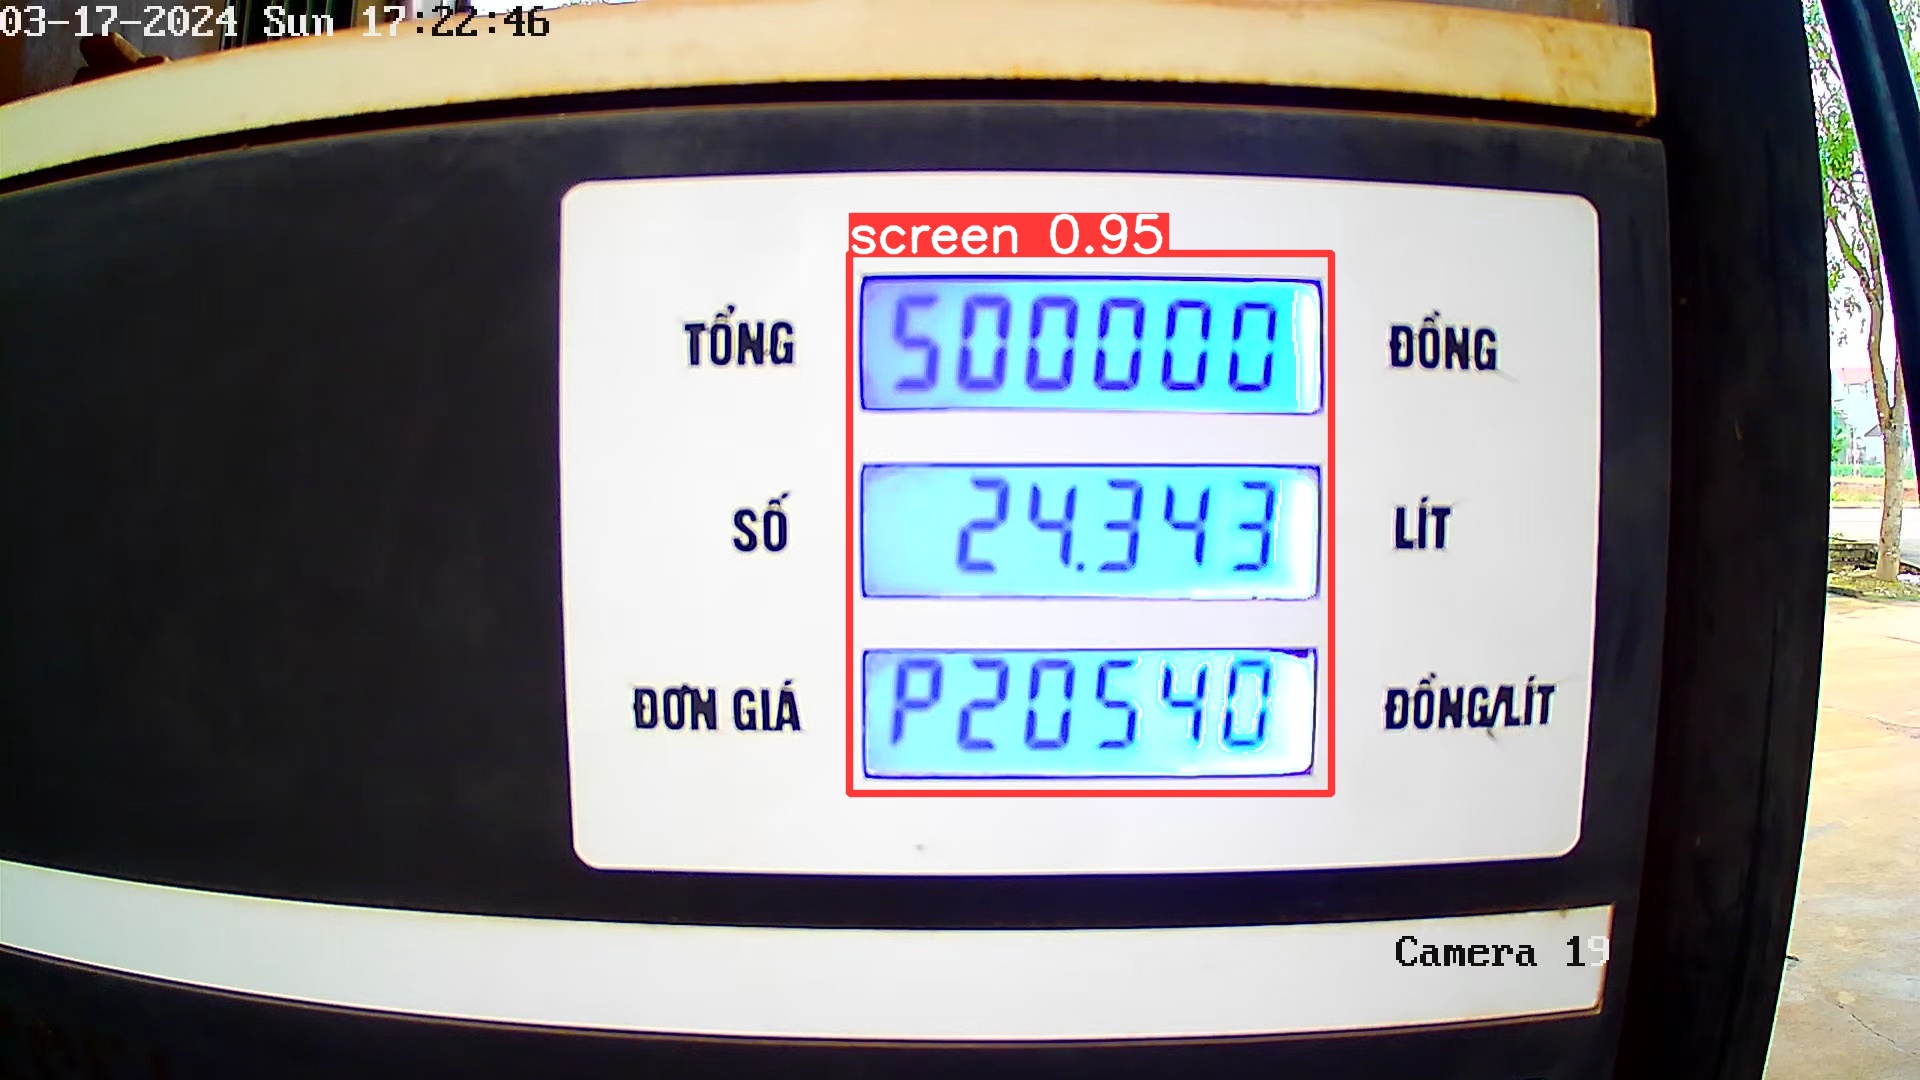 03-17-2024 Sun 17:22:46
screen 0.95
TỔNG 500000 ĐỒNG
SỐ 24.343 LÍT
ĐƠN GIÁ P20540 ĐỒNG/LÍT
Camera 19